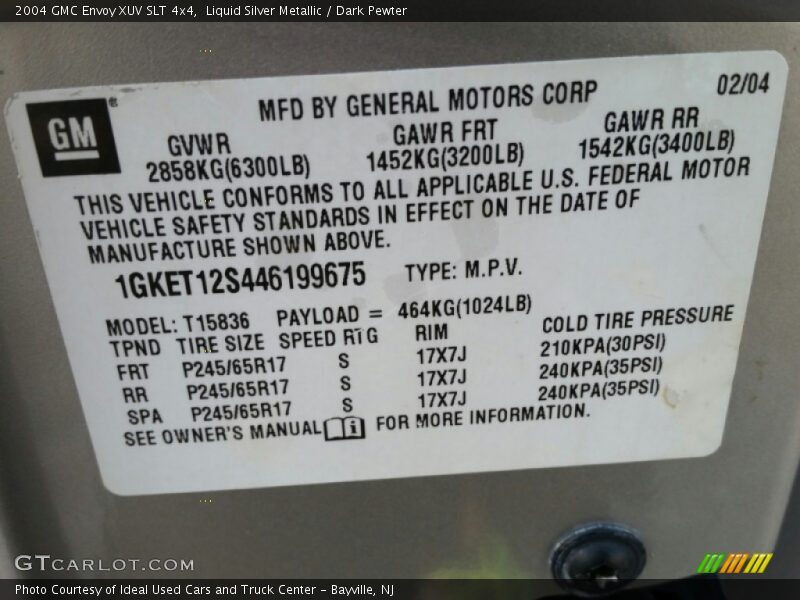 2004 GMC Envoy XUV SLT 4x4,  Liquid Silver Metallic / Dark Pewter
GM®
MFD BY GENERAL MOTORS CORP
02/04
GVWR GAWR FRT GAWR RR
2858KG(6300LB) 1452KG(3200LB) 1542KG(3400LB)
THIS VEHICLE CONFORMS TO ALL APPLICABLE U.S. FEDERAL MOTOR
VEHICLE SAFETY STANDARDS IN EFFECT ON THE DATE OF
MANUFACTURE SHOWN ABOVE.
1GKET12S446199675 TYPE: M.P.V.
MODEL: T15836 PAYLOAD = 464KG(1024LB)
TPND TIRE SIZE SPEED RTG RIM COLD TIRE PRESSURE
FRT P245/65R17 S 17X7J 210KPA(30PSI)
RR P245/65R17 S 17X7J 240KPA(35PSI)
SPA P245/65R17 S 17X7J 240KPA(35PSI)
SEE OWNER'S MANUAL i FOR MORE INFORMATION.
GTCARLOT.COM
Photo Courtesy of Ideal Used Cars and Truck Center - Bayville, NJ